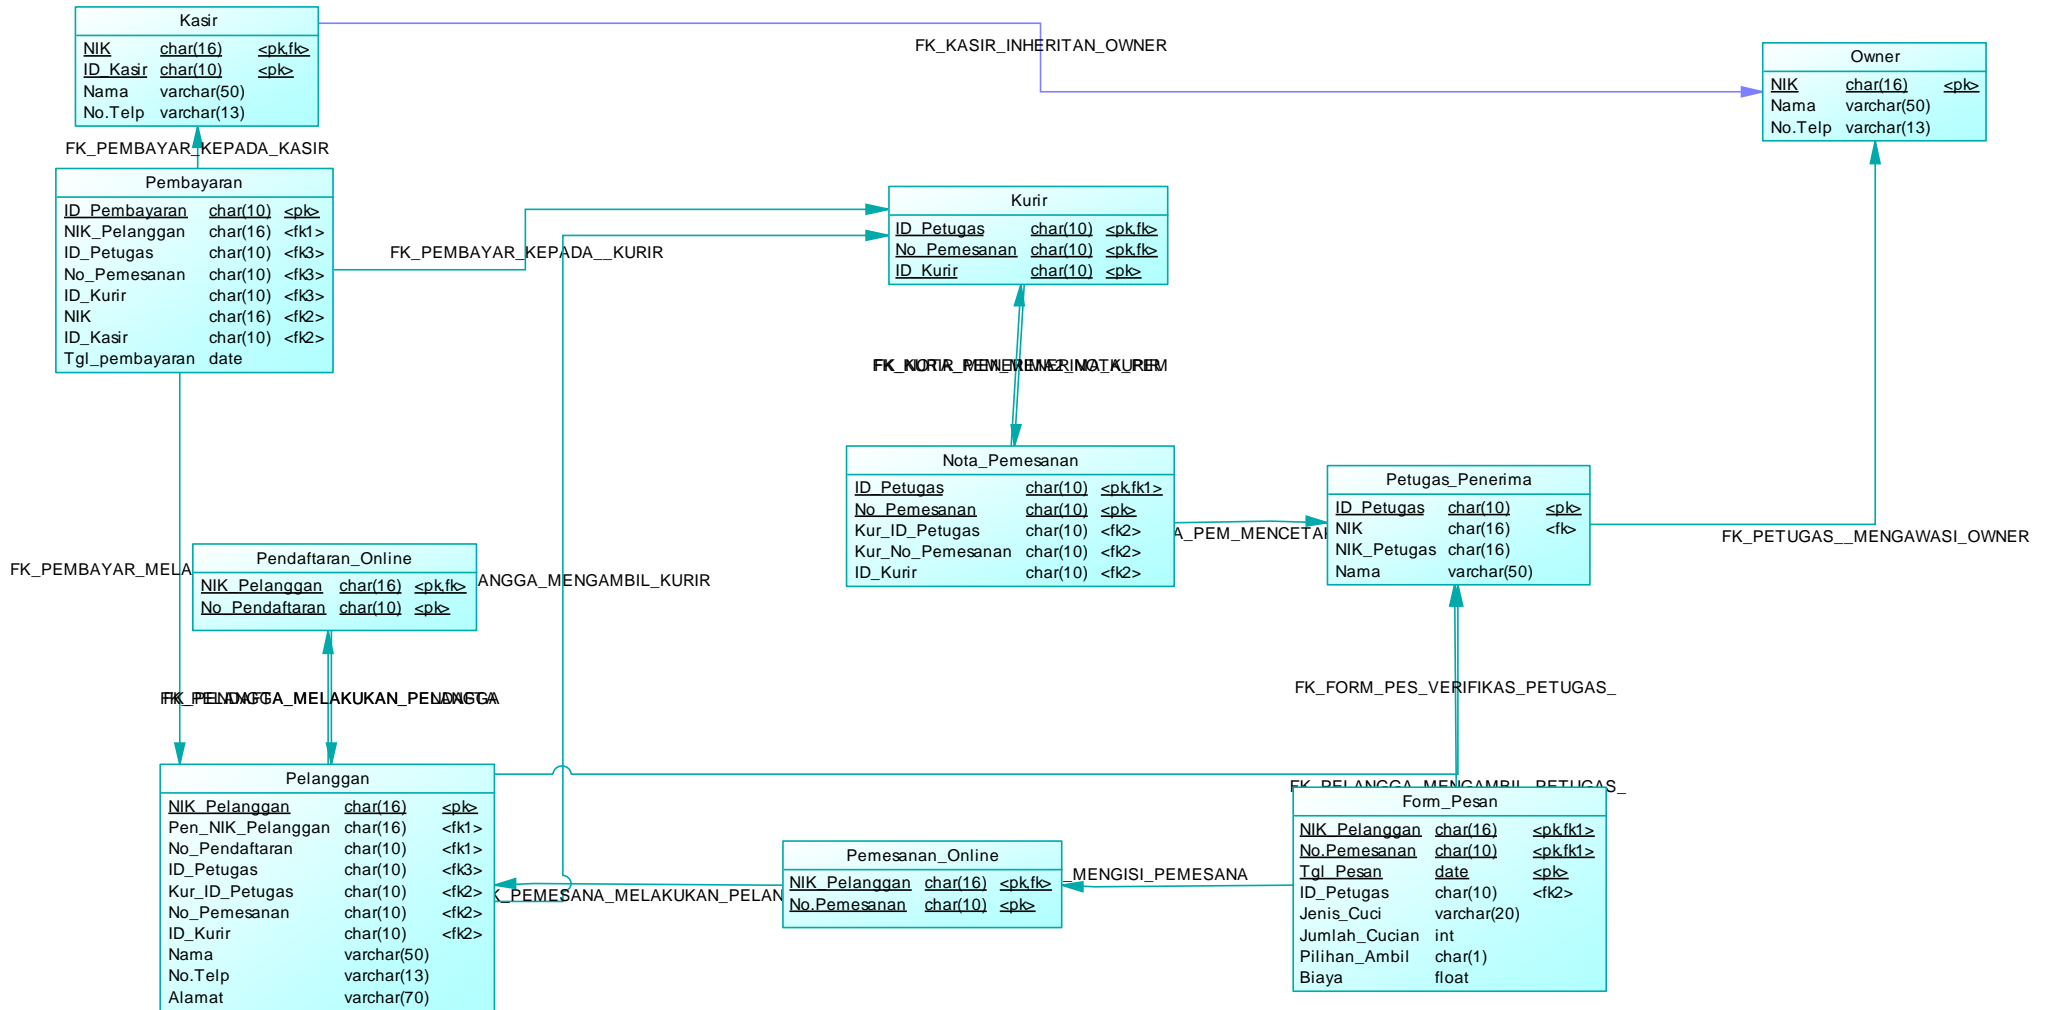 Kasir
NIK char(16) <pk,fk>
ID_Kasir char(10) <pk>
Nama varchar(50)
No.Telp varchar(13)
FK_KASIR_INHERITAN_OWNER
Owner
NIK char(16) <pk>
Nama varchar(50)
No.Telp varchar(13)
FK_PEMBAYAR_KEPADA_KASIR
Pembayaran
ID_Pembayaran char(10) <pk>
NIK_Pelanggan char(16) <fk1>
ID_Petugas char(10) <fk3>
No_Pemesanan char(10) <fk3>
ID_Kurir char(10) <fk3>
NIK char(16) <fk2>
ID_Kasir char(10) <fk2>
Tgl_pembayaran date
FK_PEMBAYAR_KEPADA__KURIR
Kurir
ID_Petugas char(10) <pk,fk>
No_Pemesanan char(10) <pk,fk>
ID_Kurir char(10) <pk>
Nota_Pemesanan
ID_Petugas char(10) <pk,fk1>
No_Pemesanan char(10) <pk>
Kur_ID_Petugas char(10) <fk2>
Kur_No_Pemesanan char(10) <fk2>
ID_Kurir char(10) <fk2>
A_PEM_MENCETA
Petugas_Penerima
ID_Petugas char(10) <pk>
NIK char(16) <fk>
NIK_Petugas char(16)
Nama varchar(50)
FK_PETUGAS__MENGAWASI_OWNER
FK_PEMBAYAR_MELA
Pendaftaran_Online
NIK_Pelanggan char(16) <pk,fk>
No_Pendaftaran char(10) <pk>
ANGGA_MENGAMBIL_KURIR
FK_FORM_PES_VERIFIKAS_PETUGAS_
FK_PELANGGA_MENGAMBIL_PETUGAS_
Pelanggan
NIK_Pelanggan char(16) <pk>
Pen_NIK_Pelanggan char(16) <fk1>
No_Pendaftaran char(10) <fk1>
ID_Petugas char(10) <fk3>
Kur_ID_Petugas char(10) <fk2>
No_Pemesanan char(10) <fk2>
ID_Kurir char(10) <fk2>
Nama varchar(50)
No.Telp varchar(13)
Alamat varchar(70)
K_PEMESANA_MELAKUKAN_PELAN
Pemesanan_Online
NIK_Pelanggan char(16) <pk,fk>
No.Pemesanan char(10) <pk>
_MENGISI_PEMESANA
Form_Pesan
NIK_Pelanggan char(16) <pk,fk1>
No.Pemesanan char(10) <pk,fk1>
Tgl_Pesan date <pk>
ID_Petugas char(10) <fk2>
Jenis_Cuci varchar(20)
Jumlah_Cucian int
Pilihan_Ambil char(1)
Biaya float